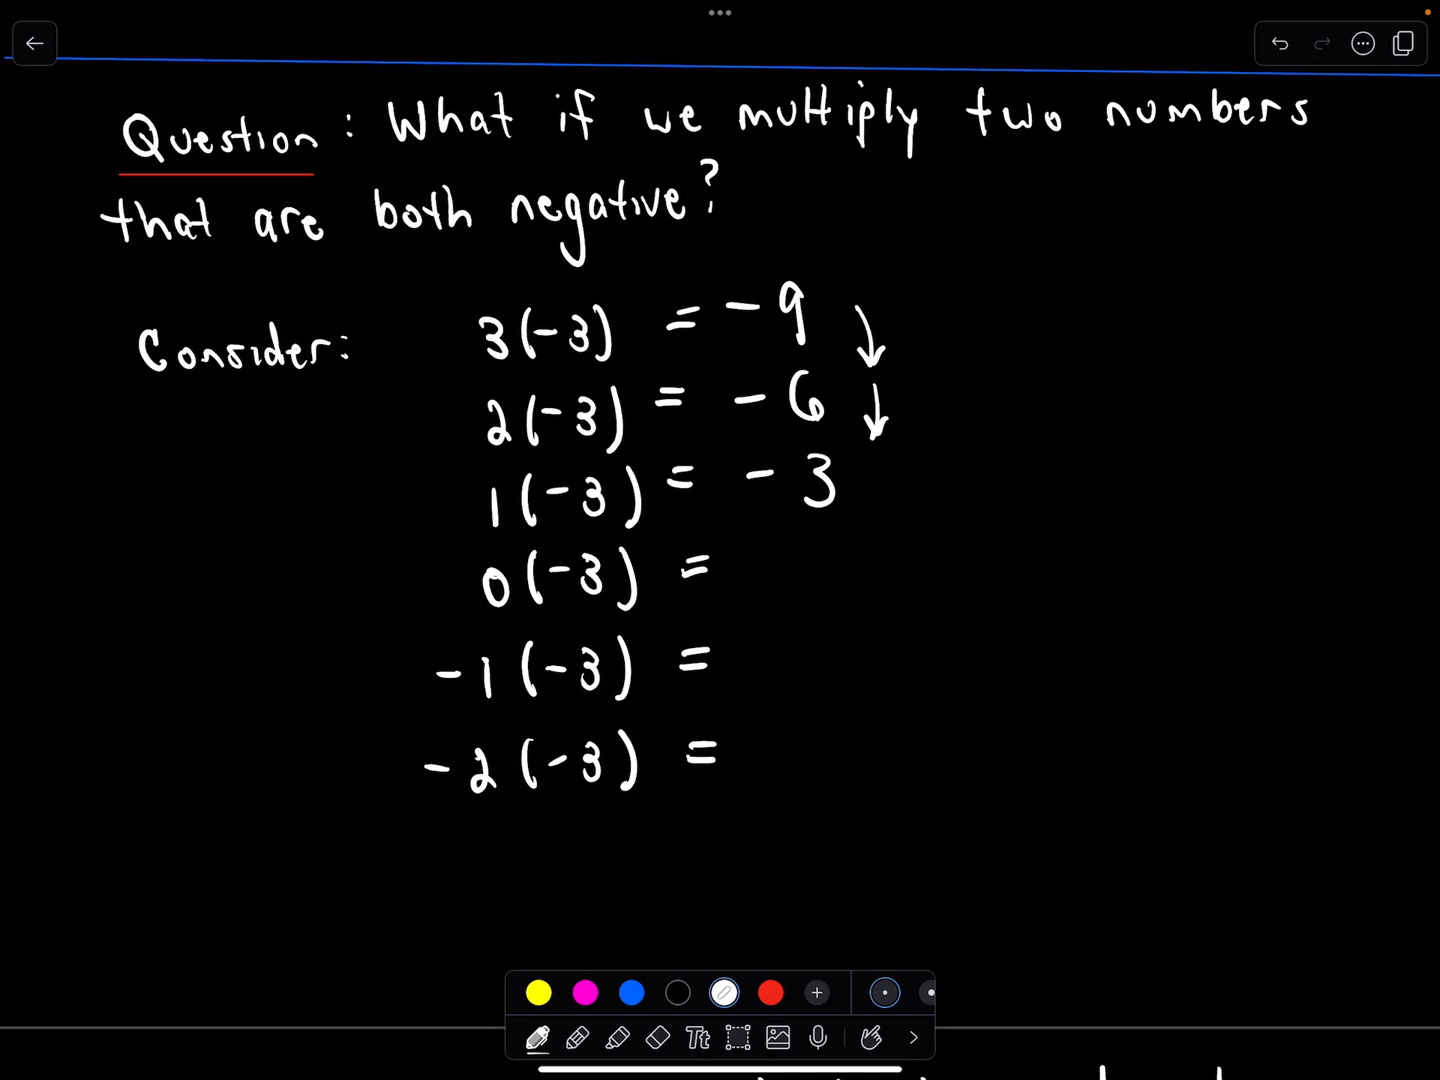 Question: What if we multiply two numbers
that are both negative?
Consider: 3(-3) = -9 ↓
2(-3) = -6 ↓
1(-3) = -3
0(-3) =
-1(-3) =
-2(-3) =
Tt